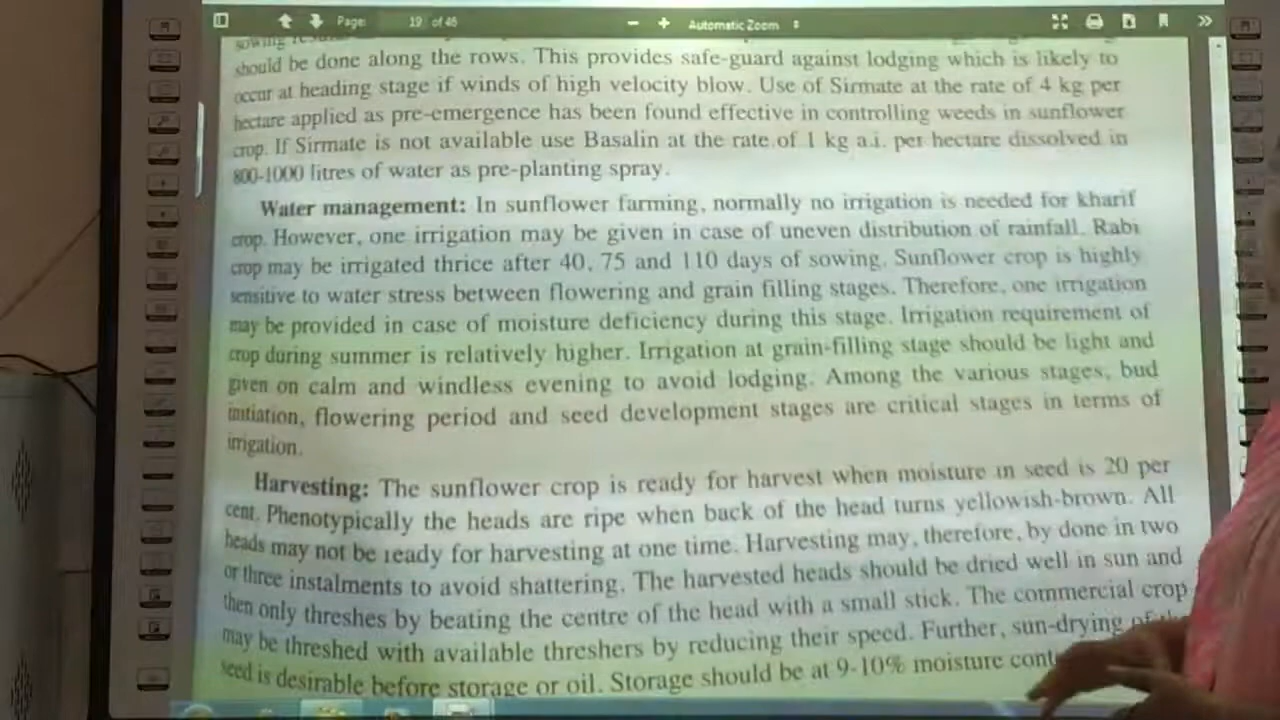 Page: 19 of 46 Automatic Zoom
sowing
should be done along the rows. This provides safe-guard against lodging which is likely to
occur at heading stage if winds of high velocity blow. Use of Sirmate at the rate of 4 kg per
hectare applied as pre-emergence has been found effective in controlling weeds in sunflower
crop. If Sirmate is not available use Basalin at the rate of 1 kg a.i. per hectare dissolved in
800-1000 litres of water as pre-planting spray.
Water management: In sunflower farming, normally no irrigation is needed for kharif
crop. However, one irrigation may be given in case of uneven distribution of rainfall. Rabi
crop may be irrigated thrice after 40, 75 and 110 days of sowing. Sunflower crop is highly
sensitive to water stress between flowering and grain filling stages. Therefore, one irrigation
may be provided in case of moisture deficiency during this stage. Irrigation requirement of
crop during summer is relatively higher. Irrigation at grain-filling stage should be light and
given on calm and windless evening to avoid lodging. Among the various stages, bud
initiation, flowering period and seed development stages are critical stages in terms of
irrigation.
Harvesting: The sunflower crop is ready for harvest when moisture in seed is 20 per
cent. Phenotypically the heads are ripe when back of the head turns yellowish-brown. All
heads may not be ready for harvesting at one time. Harvesting may, therefore, by done in two
or three instalments to avoid shattering. The harvested heads should be dried well in sun and
then only threshes by beating the centre of the head with a small stick. The commercial crop
may be threshed with available threshers by reducing their speed. Further, sun-drying of the
seed is desirable before storage or oil. Storage should be at 9-10% moisture cont